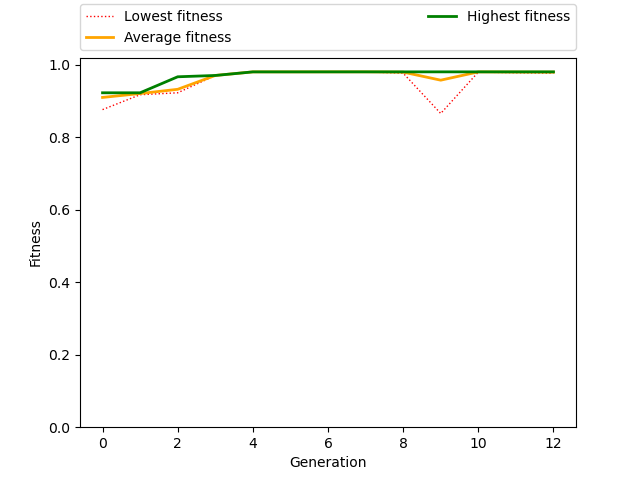 Lowest fitness
Average fitness
Highest fitness
1.0
0.8
0.6
0.4
0.2
0.0
Fitness
0 2 4 6 8 10 12
Generation